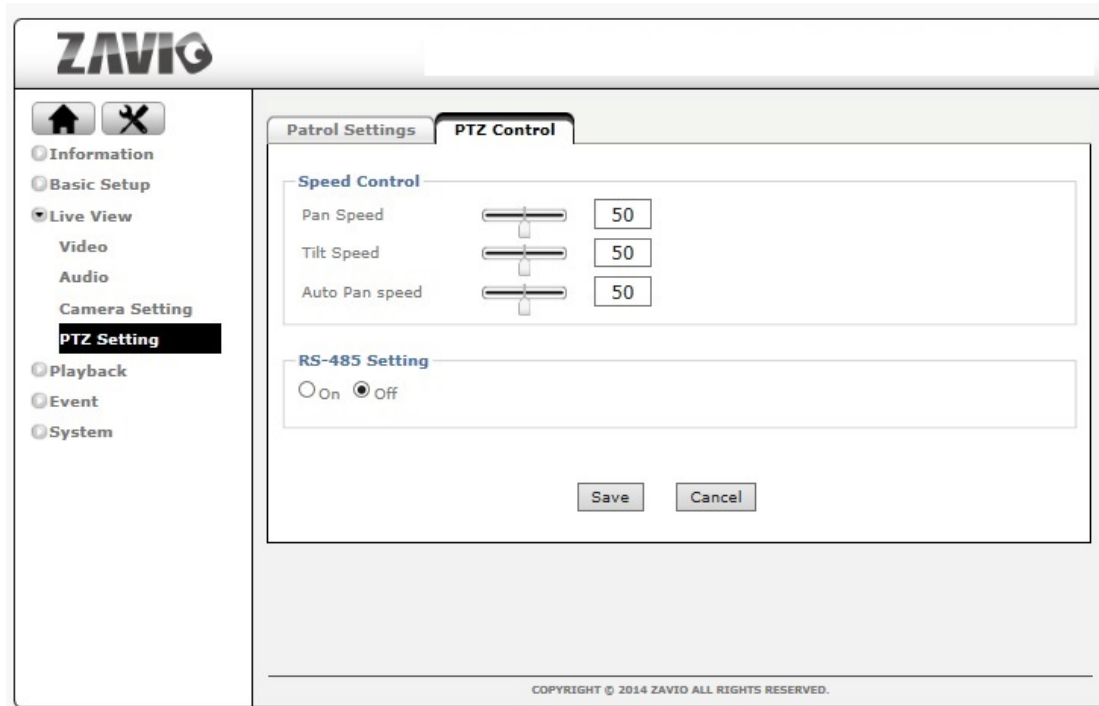 ZAVIO
Information
Basic Setup
Live View
Video
Audio
Camera Setting
PTZ Setting
Playback
Event
System
Patrol Settings
PTZ Control
Speed Control
Pan Speed 50
Tilt Speed 50
Auto Pan speed 50
RS-485 Setting
On Off
Save Cancel
COPYRIGHT © 2014 ZAVIO ALL RIGHTS RESERVED.